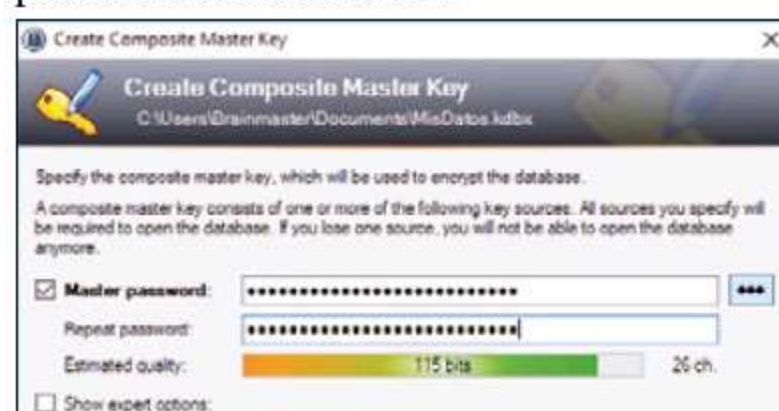 Create Composite Master Key
Create Composite Master Key
C:\Users\Brainmaster\Documents\MisDatos.kdbx
Specify the composite master key, which will be used to encrypt the database.
A composite master key consists of one or more of the following key sources. All sources you specify will
be required to open the database. If you lose one source, you will not be able to open the database
anymore.
Master password:
Repeat password:
Estimated quality: 115 bits 26 ch.
Show expert options: